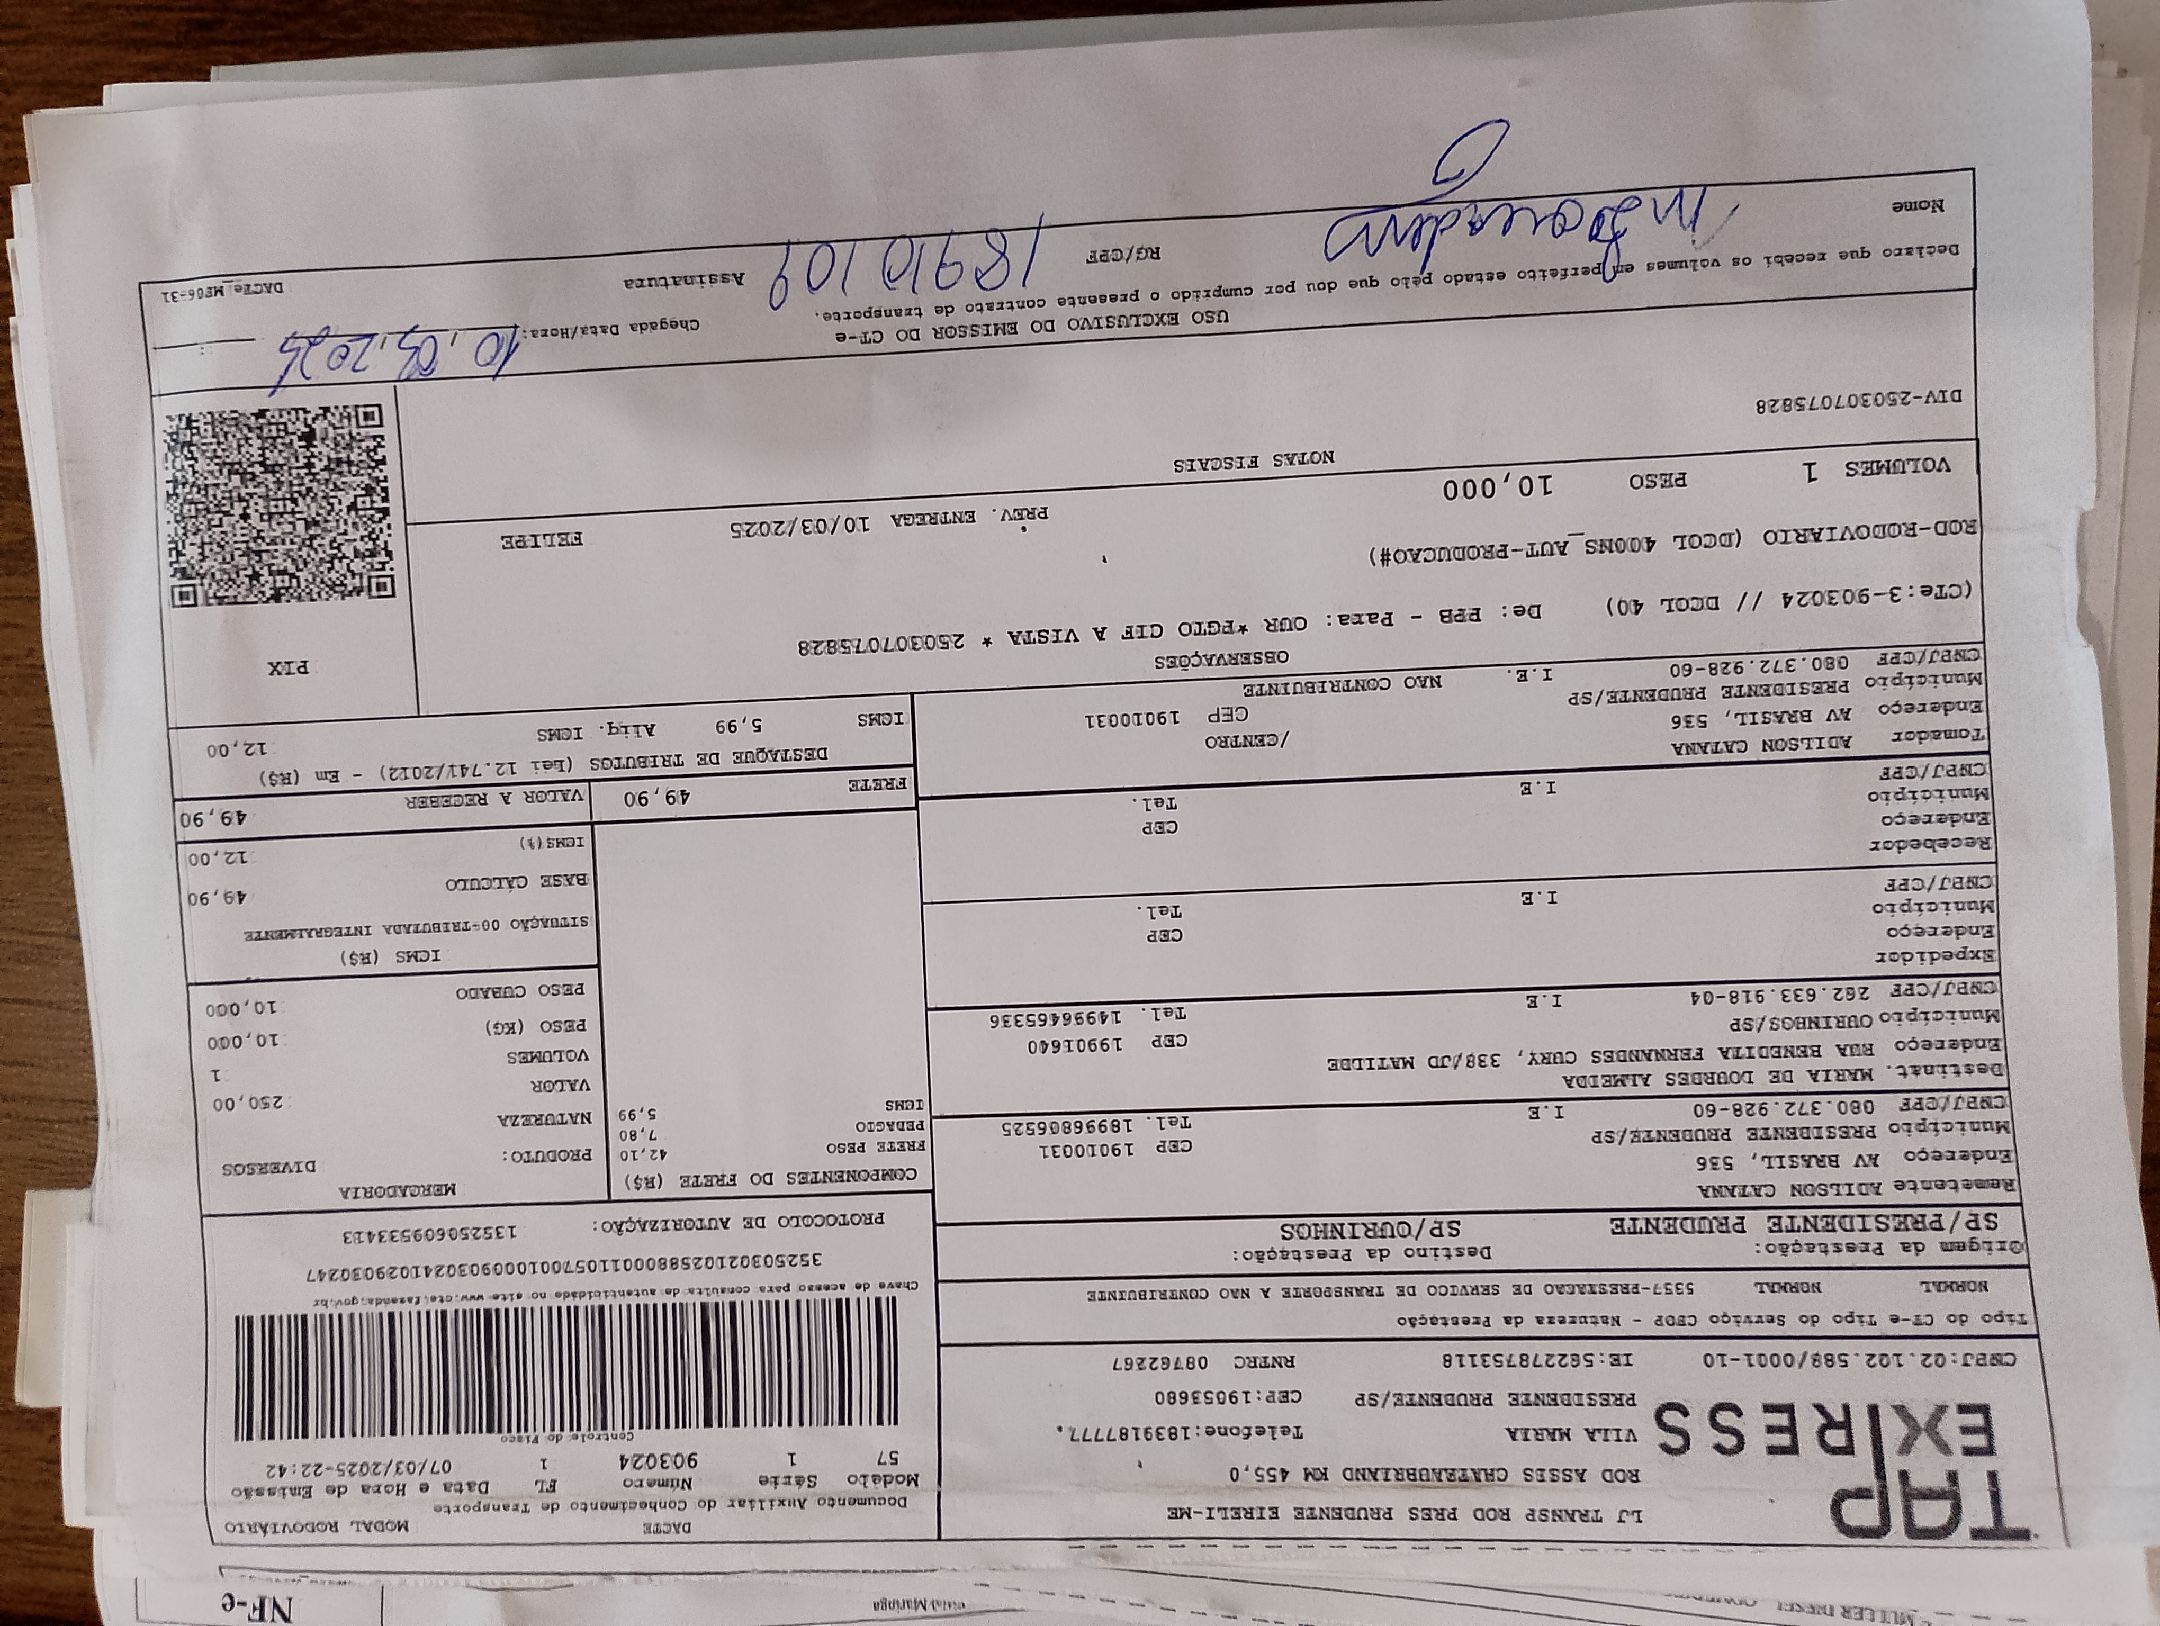 TAP
EXPRESS
LJ TRANSP ROD PRES PRUDENTE EIRELI-ME
ROD ASSIS CHATEAUBRIAND KM 455,0
VILA MARIA Telefone:1839187777.
PRESIDENTE PRUDENTE/SP CEP:19053680
CNPJ:02.102.588/0001-10 IE:562278753118 RNTRC 08762267
DACTE MODAL RODOVIÁRIO
Documento Auxiliar do Conhecimento de Transporte
Modelo Série Número FL Data e Hora de Emissão
57 1 903024 1 07/03/2025-22:42
Controle do Fisco
Chave de acesso para consulta de autenticidade no site www.cte.fazenda.gov.br
35250302102588000110570010009030241029030247
PROTOCOLO DE AUTORIZAÇÃO: 135250609533413
Tipo do CT-e Tipo do Serviço CFOP - Natureza da Prestação
NORMAL NORMAL 5357-PRESTACAO DE SERVICO DE TRANSPORTE A NAO CONTRIBUINTE
Origem da Prestação: Destino da Prestação:
SP/PRESIDENTE PRUDENTE SP/OURINHOS
Remetente ADILSON CATANA
Endereço AV BRASIL, 536 CEP 19010031
Município PRESIDENTE PRUDENTE/SP Tel. 18996806525
CNPJ/CPF 080.372.928-60 I.E
Destinat. MARIA DE LOURDES ALMEIDA
Endereço RUA BENEDITA FERNANDES CURY, 338/JD MATILDE
Município OURINHOS/SP CEP 19901640
CNPJ/CPF 262.633.918-04 I.E Tel. 14996465336
Expedidor
Endereço CEP
Município Tel.
CNPJ/CPF I.E
Recebedor
Endereço CEP
Município Tel.
CNPJ/CPF I.E
Tomador ADILSON CATANA
Endereço AV BRASIL, 536 /CENTRO
Município PRESIDENTE PRUDENTE/SP CEP 19010031
CNPJ/CPF 080.372.928-60 I.E. NAO CONTRIBUINTE
COMPONENTES DO FRETE (R$)
FRETE PESO 42,10
PEDAGIO 7,80
ICMS 5,99
MERCADORIA
PRODUTO: DIVERSOS
NATUREZA
VALOR 250,00
VOLUMES 1
PESO (KG) 10,000
PESO CUBADO 10,000
ICMS (R$)
SITUAÇÃO 00-TRIBUTADA INTEGRALMENTE
BASE CÁLCULO 49,90
ICMS(%) 12,00
FRETE 49,90 VALOR A RECEBER 49,90
DESTAQUE DE TRIBUTOS (Lei 12.741/2012) - Em (R$)
ICMS 5,99 Aliq. ICMS 12,00
OBSERVAÇÕES
(CTe:3-903024 // DCOL 40) De: PPB - Para: OUR *PGTO CIF A VISTA * 250307075828
ROD-RODOVIARIO (DCOL 400NS_AUT-PRODUCAO#)
PREV. ENTREGA 10/03/2025 FELIPE
VOLUMES 1 PESO 10,000
PIX
NOTAS FISCAIS
DIV-250307075828
USO EXCLUSIVO DO EMISSOR DO CT-e
Declaro que recebi os volumes em perfeito estado pelo que dou por cumprido o presente contrato de transporte.
Chegada Data/Hora: 10,03,2025
Nome RG/CPF 18910109 Assinatura
DACTe_MP06-31
NF-e
Maringa
MULLER DIESEL